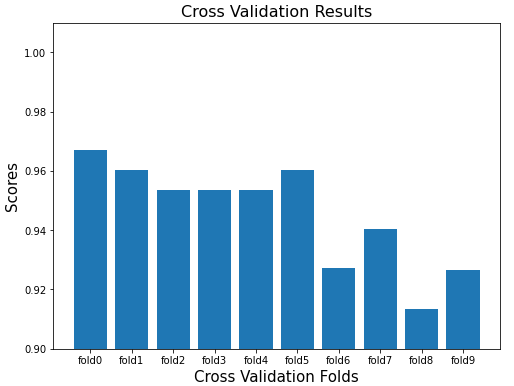 Cross Validation Results
Scores
1.00
0.98
0.96
0.94
0.92
0.90
fold0 fold1 fold2 fold3 fold4 fold5 fold6 fold7 fold8 fold9
Cross Validation Folds